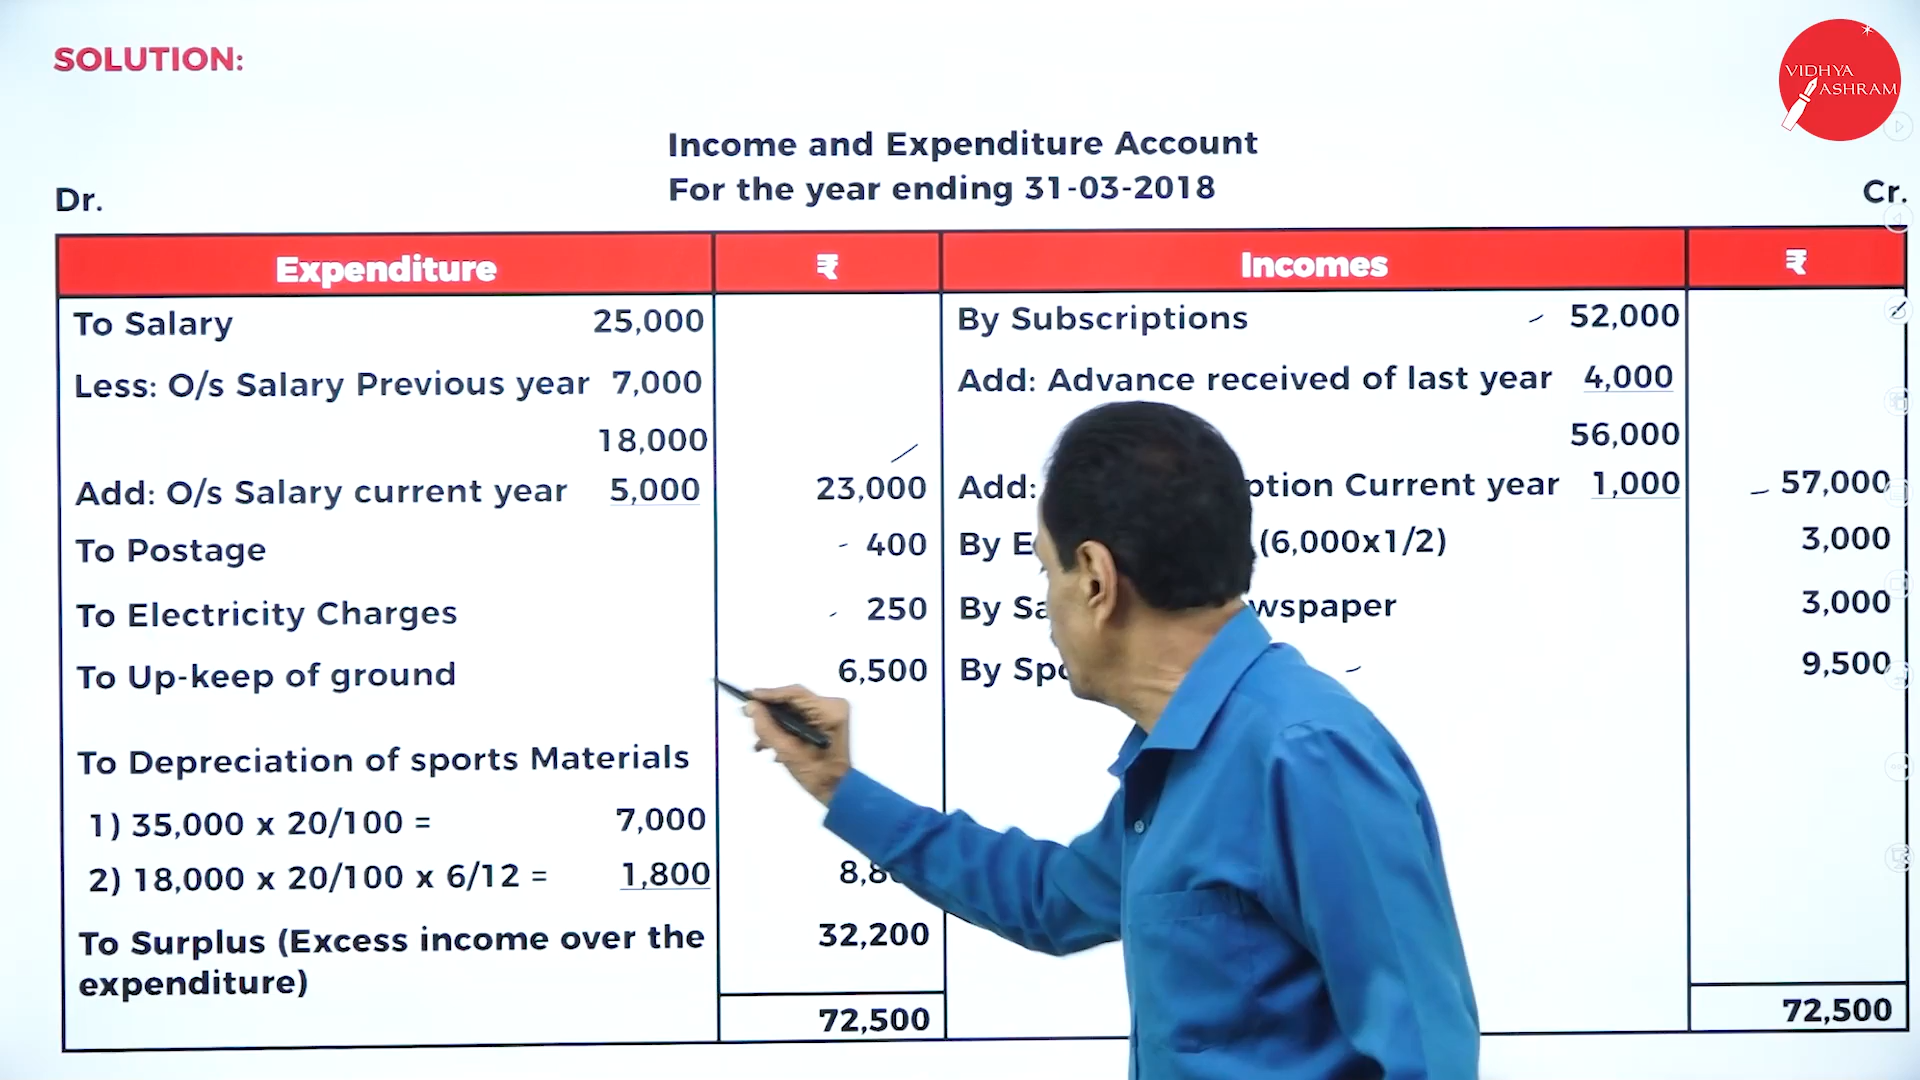 SOLUTION:
VIDHYA
ASHRAM
Income and Expenditure Account
For the year ending 31-03-2018
Dr.
Cr.
Expenditure ₹ Incomes ₹
To Salary 25,000 By Subscriptions 52,000
Less: O/s Salary Previous year 7,000 Add: Advance received of last year 4,000
18,000 56,000
Add: O/s Salary current year 5,000 23,000 Add: Current year 1,000 57,000
To Postage 400 By (6,000x1/2) 3,000
To Electricity Charges 250 By 3,000
To Up-keep of ground 6,500 By 9,500
To Depreciation of sports Materials
1) 35,000 x 20/100 = 7,000
2) 18,000 x 20/100 x 6/12 = 1,800
To Surplus (Excess income over the 32,200
expenditure)
72,500 72,500